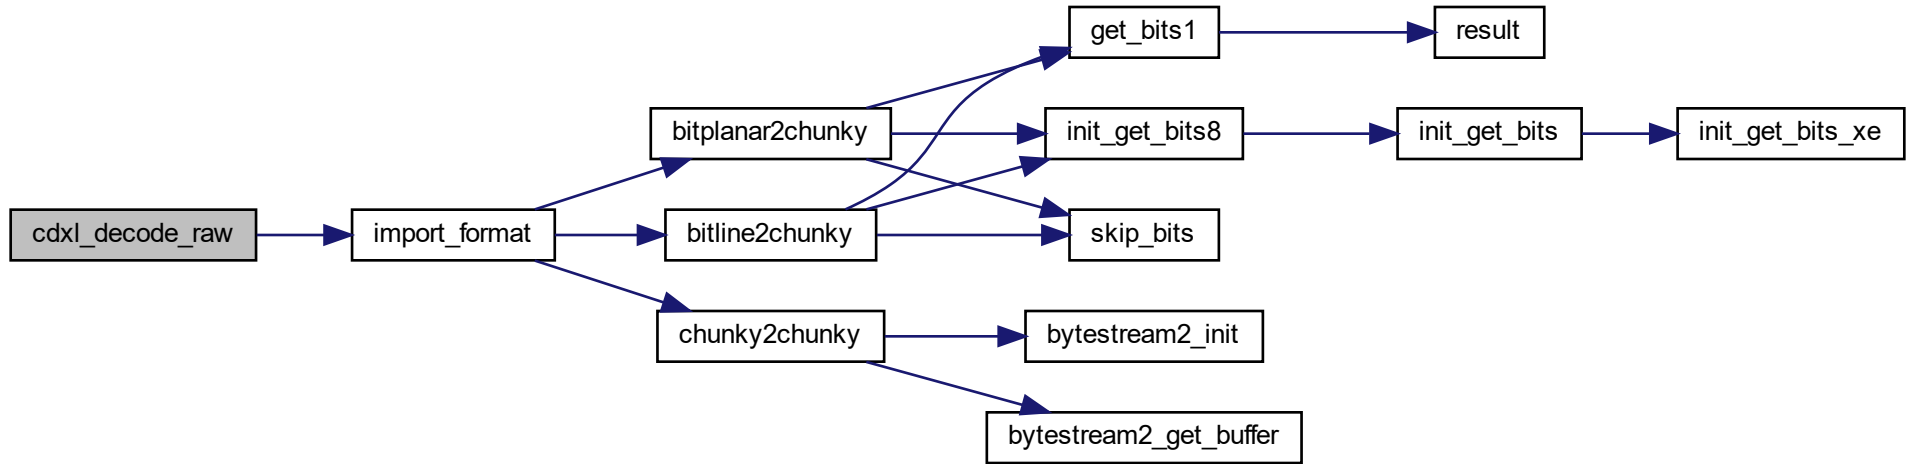 get_bits1
result
bitplanar2chunky
init_get_bits8
init_get_bits
init_get_bits_xe
cdxl_decode_raw
import_format
bitline2chunky
skip_bits
chunky2chunky
bytestream2_init
bytestream2_get_buffer